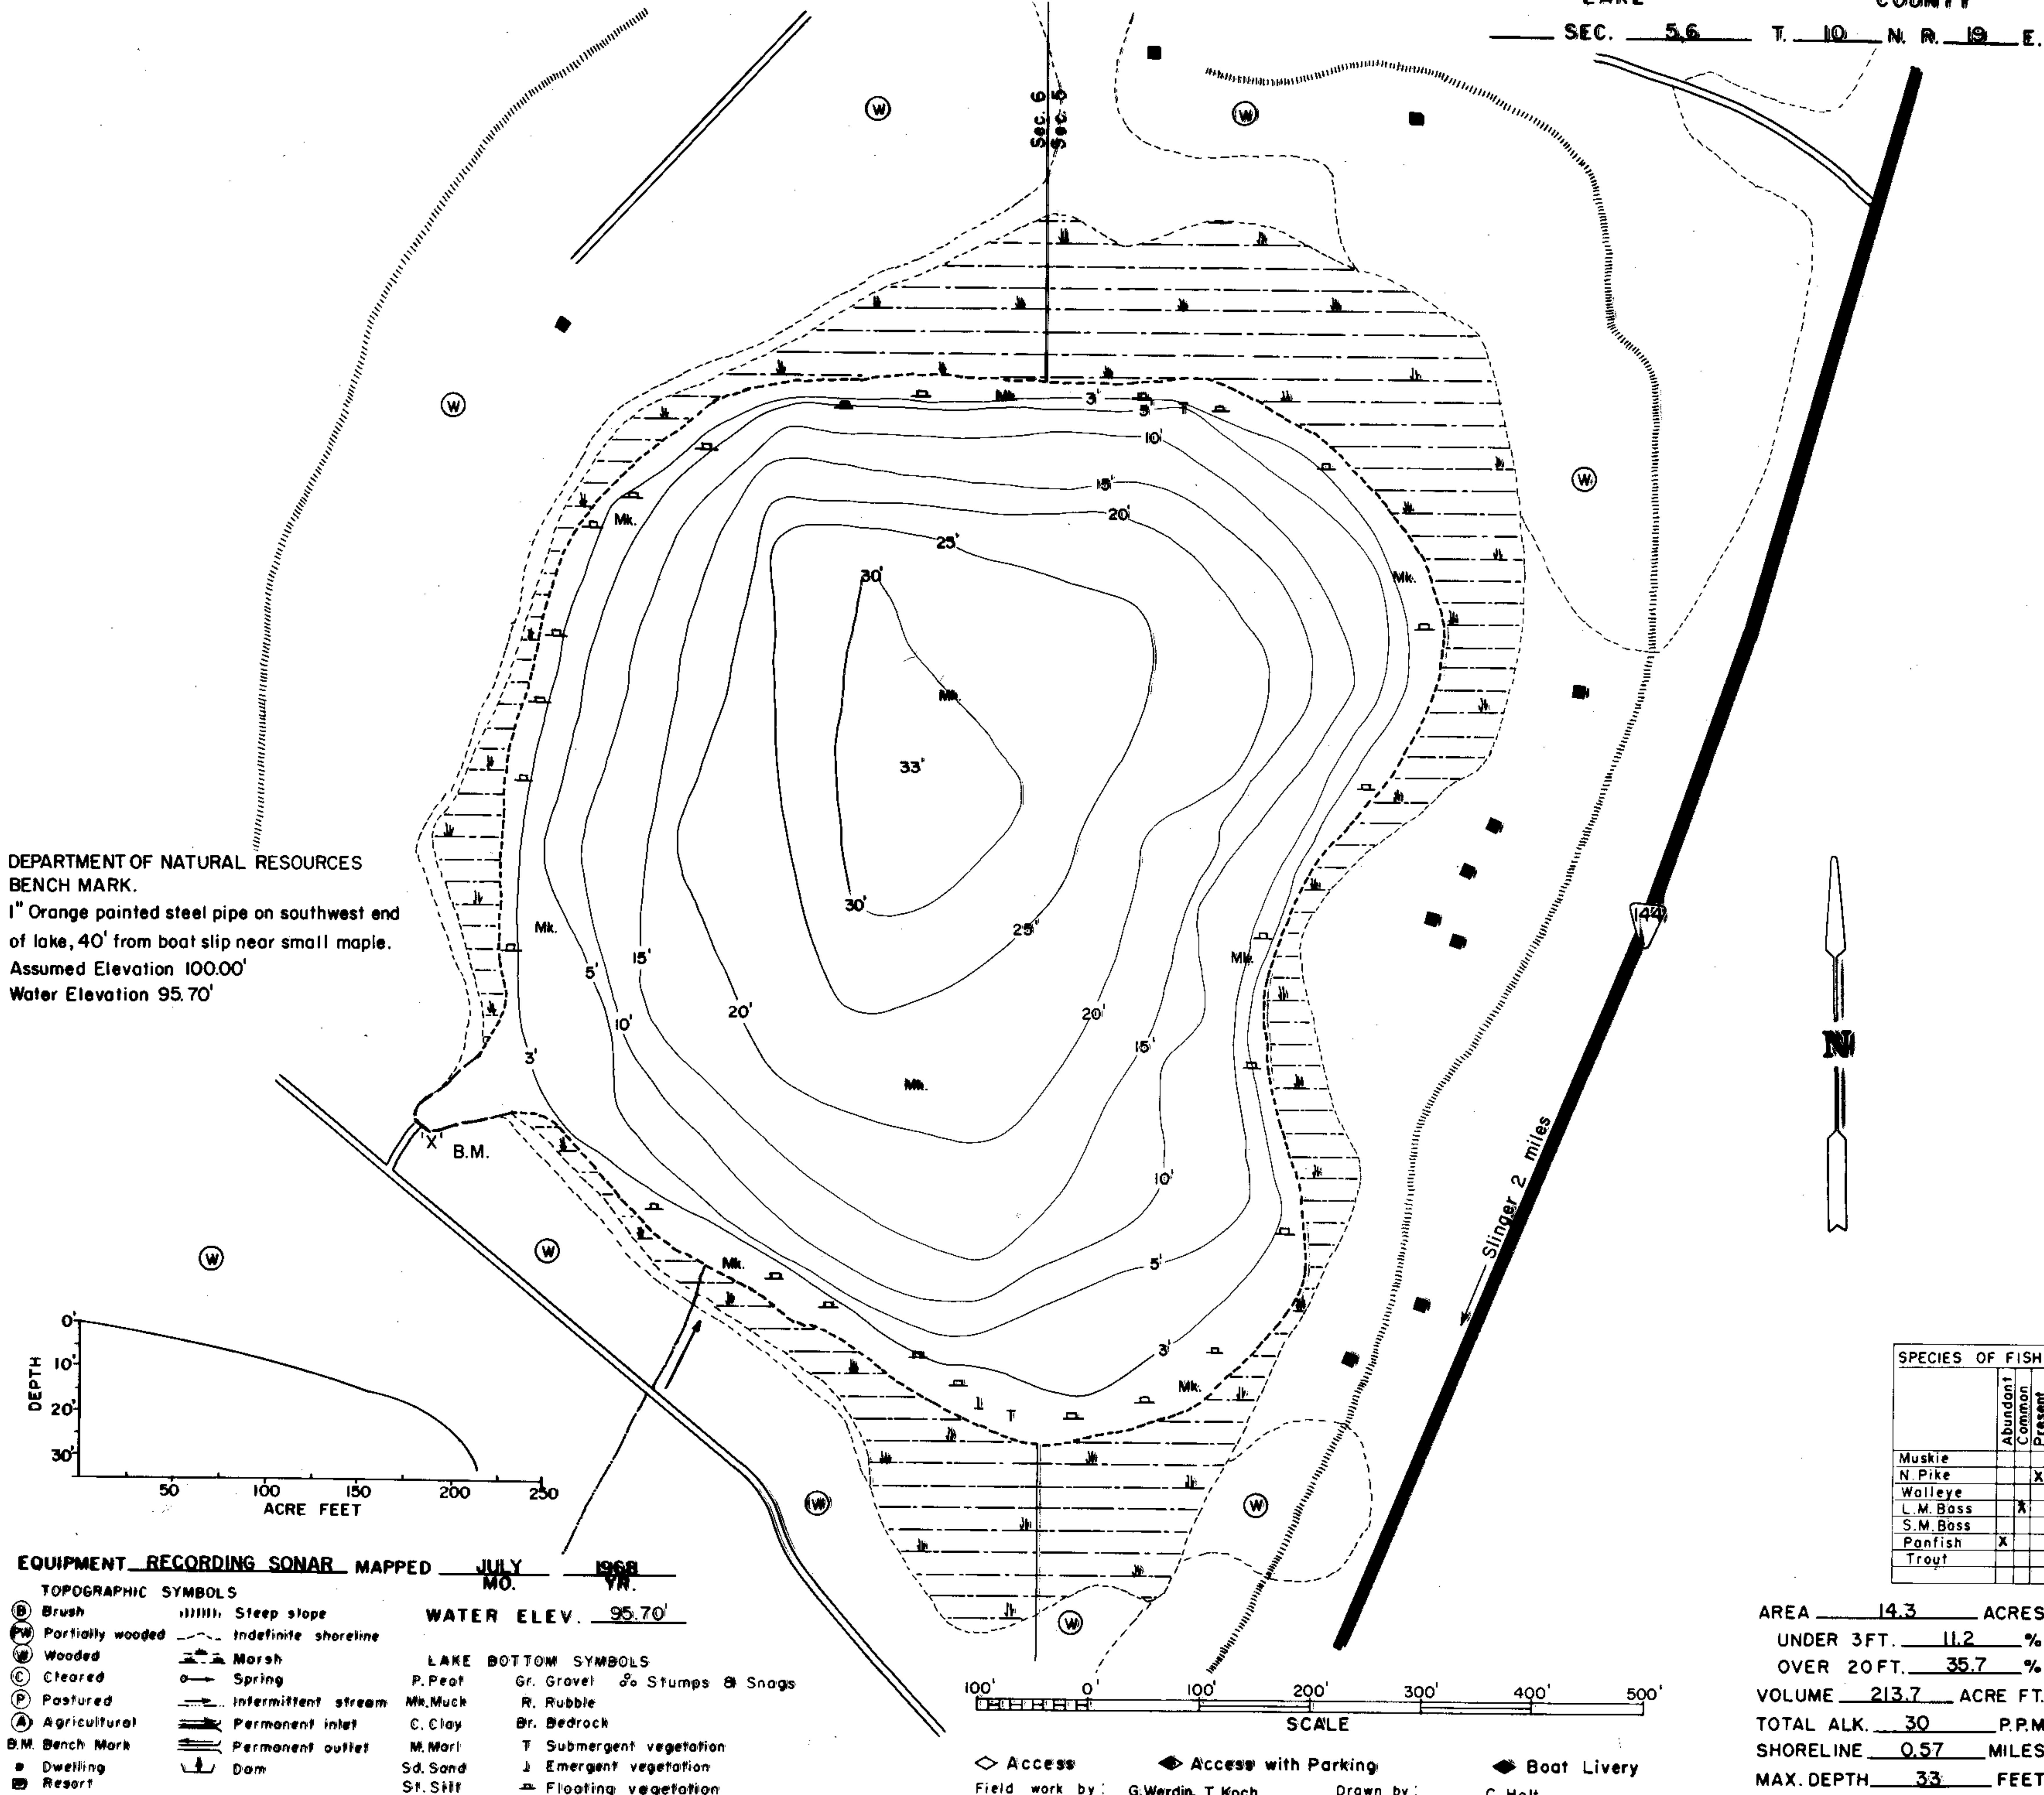 LAKE COUNTY
SEC. 5,6 T. 10 N. R. 19 E.
Sec. 6
Sec. 5
W
W
W
W
3'
Mk.
5'
T
10'
15'
20'
25'
30'
Mk.
Mk.
Mk.
33'
DEPARTMENT OF NATURAL RESOURCES
BENCH MARK.
1" Orange painted steel pipe on southwest end
of lake, 40' from boat slip near small maple.
Assumed Elevation 100.00'
Water Elevation 95.70'
144
30'
25'
Mk.
Mk.
5'
15'
20'
20'
10'
15'
3'
N
Mk.
'X'
B.M.
10'
Slinger 2 miles
W
W
Mk.
5'
3'
Mk.
T
W
W
W
0'
10'
20'
30'
DEPTH
50 100 150 200 250
ACRE FEET
SPECIES OF FISH
Abundant
Common
Present
Muskie
N. Pike X
Walleye
L.M. Bass X
S.M. Bass
Panfish X
Trout
EQUIPMENT RECORDING SONAR MAPPED JULY 1968
MO. YR.
WATER ELEV. 95.70'
TOPOGRAPHIC SYMBOLS
B Brush
PW Partially wooded
W Wooded
C Cleared
P Pastured
A Agricultural
B.M. Bench Mark
Dwelling
Resort
Steep slope
Indefinite shoreline
Marsh
Spring
Intermittent stream
Permanent inlet
Permanent outlet
Dam
LAKE BOTTOM SYMBOLS
P. Peat
Mk. Muck
C. Clay
M. Marl
Sd. Sand
St. Silt
Gr. Gravel
R. Rubble
Br. Bedrock
T Submergent vegetation
Emergent vegetation
Floating vegetation
Stumps & Snags
100' 0' 100' 200' 300' 400' 500'
SCALE
Access
Access with Parking
Boat Livery
Field work by: G. Werdin, T. Koch Drawn by: C. Holt
AREA 14.3 ACRES
UNDER 3 FT. 11.2 %
OVER 20 FT. 35.7 %
VOLUME 213.7 ACRE FT.
TOTAL ALK. 30 P.P.M
SHORELINE 0.57 MILES
MAX. DEPTH 33 FEET